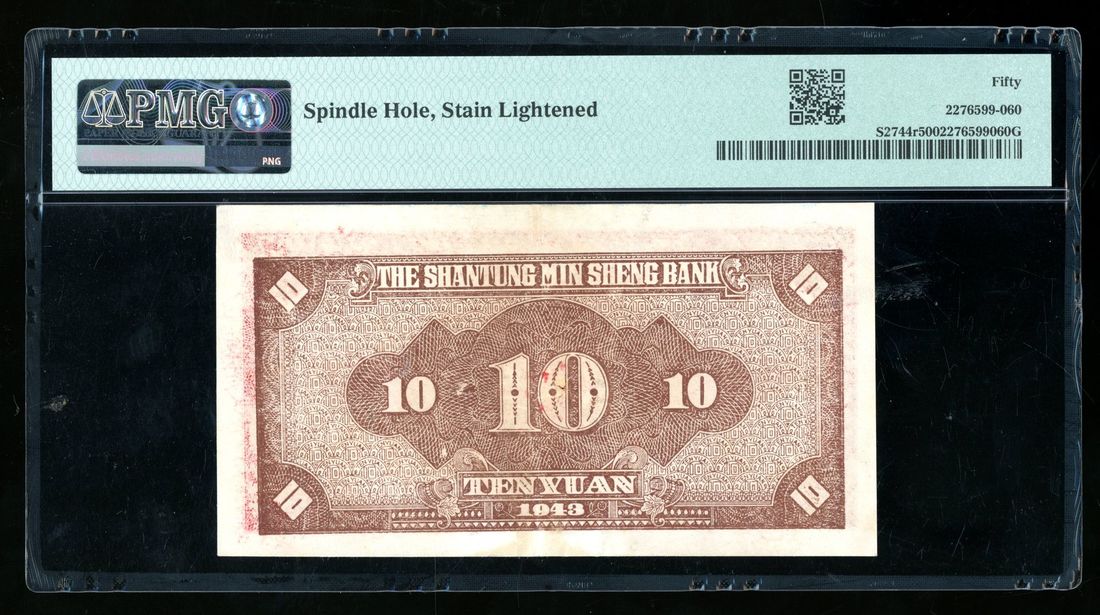 PMG
PNG
Spindle Hole, Stain Lightened
Fifty
2276599-060
S2744r5002276599060G
10
THE SHANTUNG MIN SHENG BANK
10
10
10
10
10
TEN YUAN
10
1943